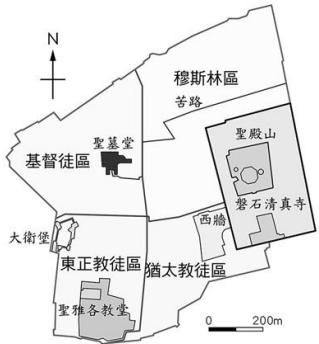 N
穆斯林區
苦路
聖墓堂
基督徒區
聖殿山
磐石清真寺
西牆
大衛堡
東正教徒區
猶太教徒區
聖雅各教堂
0 200m